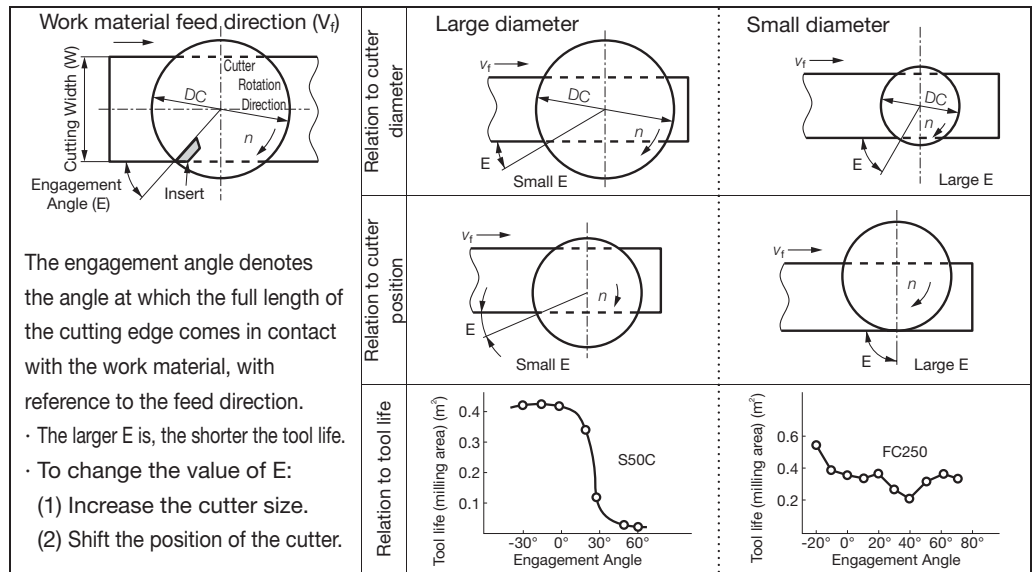 Work material feed direction (Vf)
Cutting Width (W)
Cutter
Rotation
Direction
DC
n
Engagement
Angle (E)
Insert
The engagement angle denotes
the angle at which the full length of
the cutting edge comes in contact
with the work material, with
reference to the feed direction.
· The larger E is, the shorter the tool life.
· To change the value of E:
(1) Increase the cutter size.
(2) Shift the position of the cutter.
Relation to cutter
diameter
Large diameter
vf
DC
n
E
Small E
Small diameter
vf
DC
n
E
Large E
Relation to cutter
position
vf
n
E
Small E
vf
n
E
Large E
Relation to tool life
Tool life (milling area) (m²)
0.4
0.3
0.2
0.1
S50C
-30° 0° 30° 60°
Engagement Angle
Tool life (milling area) (m²)
0.6
0.4
0.2
FC250
-20° 0° 20° 40° 60° 80°
Engagement Angle